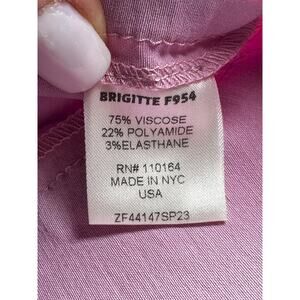 BRIGITTE F954
75% VISCOSE
22% POLYAMIDE
3%ELASTHANE
RN# 110164
MADE IN NYC
USA
ZF44147SP23